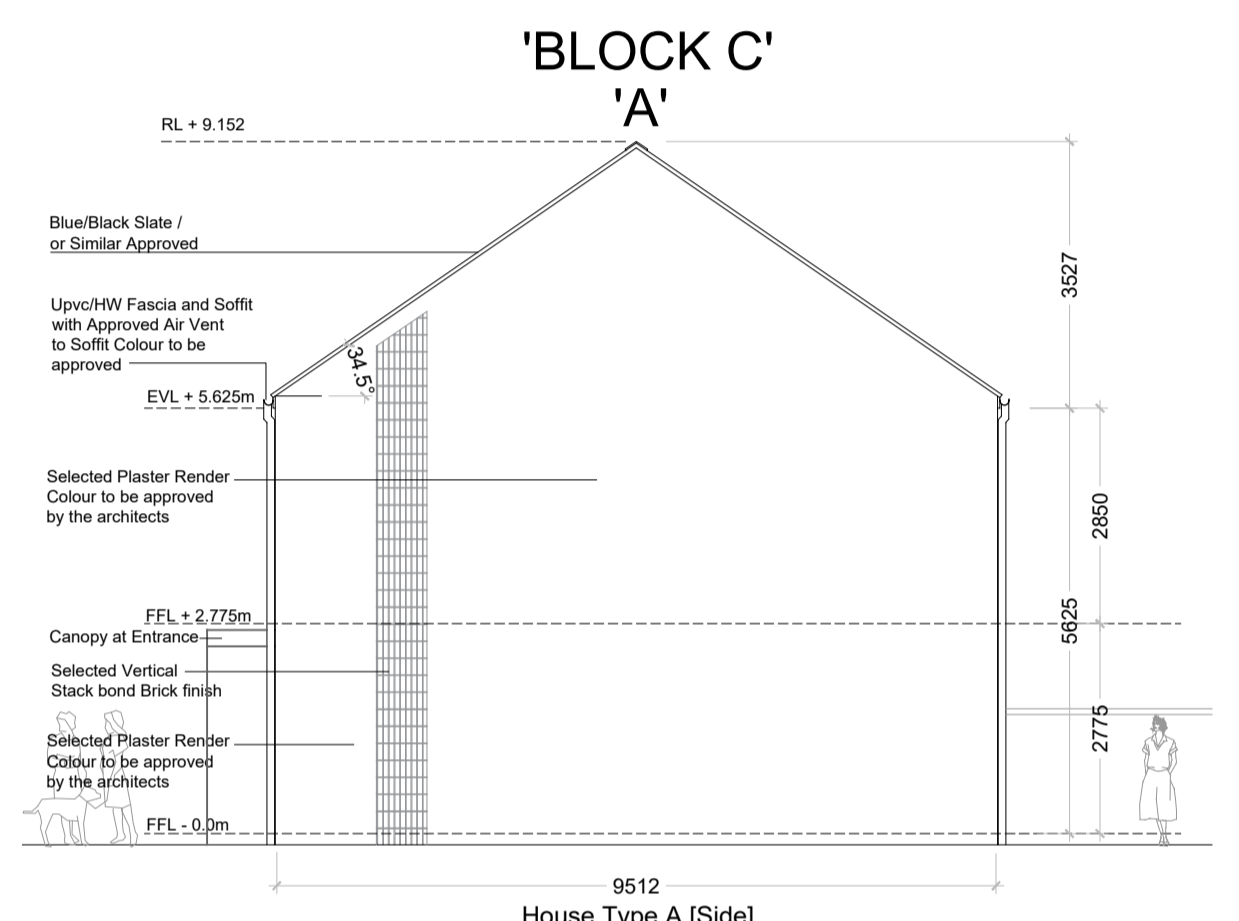 'BLOCK C'
'A'
RL + 9.152
Blue/Black Slate /
or Similar Approved
3527
Upvc/HW Fascia and Soffit
with Approved Air Vent
to Soffit Colour to be
approved
34.5°
EVL + 5.625m
Selected Plaster Render
Colour to be approved
by the architects
2850
FFL + 2.775m
5625
Canopy at Entrance
Selected Vertical
Stack bond Brick finish
2775
Selected Plaster Render
Colour to be approved
by the architects
FFL - 0.0m
9512
House Type A [Side]